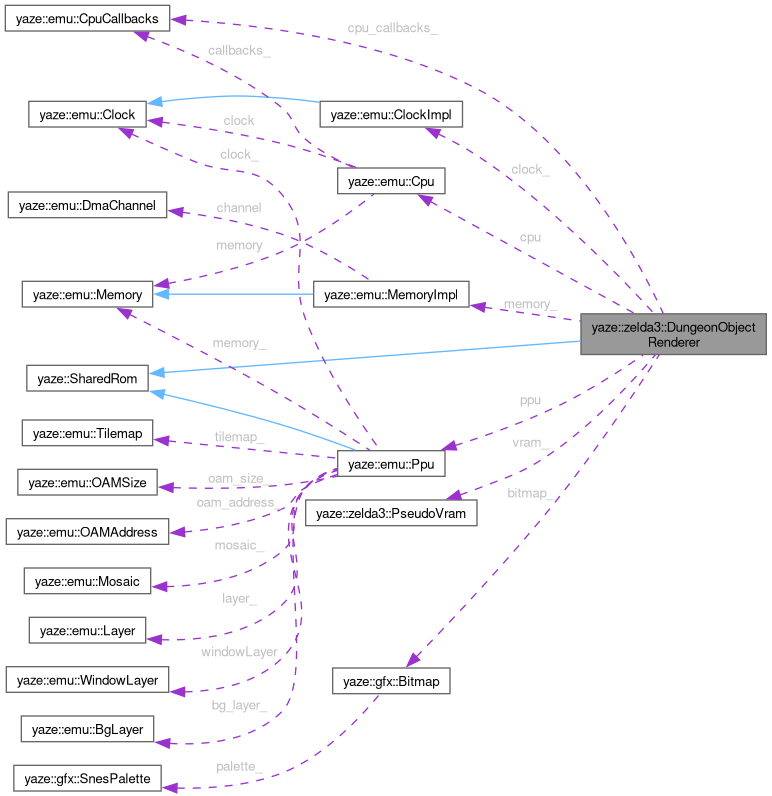 yaze::emu::CpuCallbacks
cpu_callbacks_
callbacks_
yaze::emu::Clock
yaze::emu::ClockImpl
clock
clock_
clock_
yaze::emu::Cpu
yaze::emu::DmaChannel
channel
cpu
memory
yaze::emu::Memory
yaze::emu::MemoryImpl
memory_
yaze::zelda3::DungeonObject
Renderer
memory_
yaze::SharedRom
ppu
yaze::emu::Tilemap
tilemap_
vram_
yaze::emu::Ppu
yaze::emu::OAMSize
oam_size_
bitmap_
oam_address
yaze::zelda3::PseudoVram
yaze::emu::OAMAddress
mosaic_
yaze::emu::Mosaic
layer_
yaze::emu::Layer
windowLayer
yaze::emu::WindowLayer
yaze::gfx::Bitmap
bg_layer_
yaze::emu::BgLayer
palette_
yaze::gfx::SnesPalette